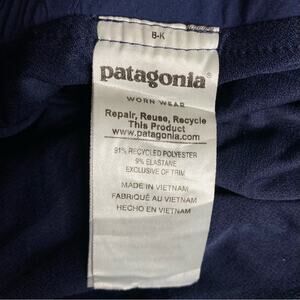 8-K
patagonia®
WORN WEAR
Repair, Reuse, Recycle
This Product
www.patagonia.com
91% RECYCLED POLYESTER
9% ELASTANE
EXCLUSIVE OF TRIM
MADE IN VIETNAM
FABRIQUÉ AU VIETNAM
HECHO EN VIETNAM